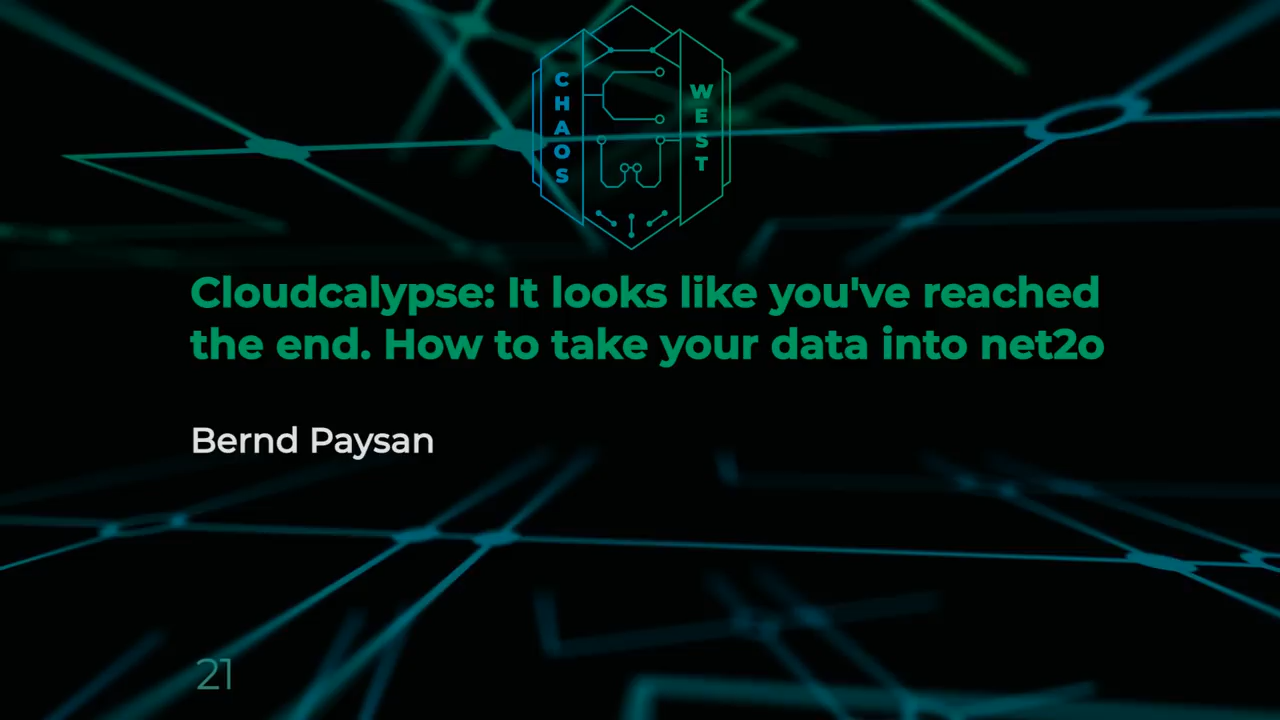 CHAOS
WEST
Cloudcalypse: It looks like you've reached
the end. How to take your data into net2o
Bernd Paysan
21